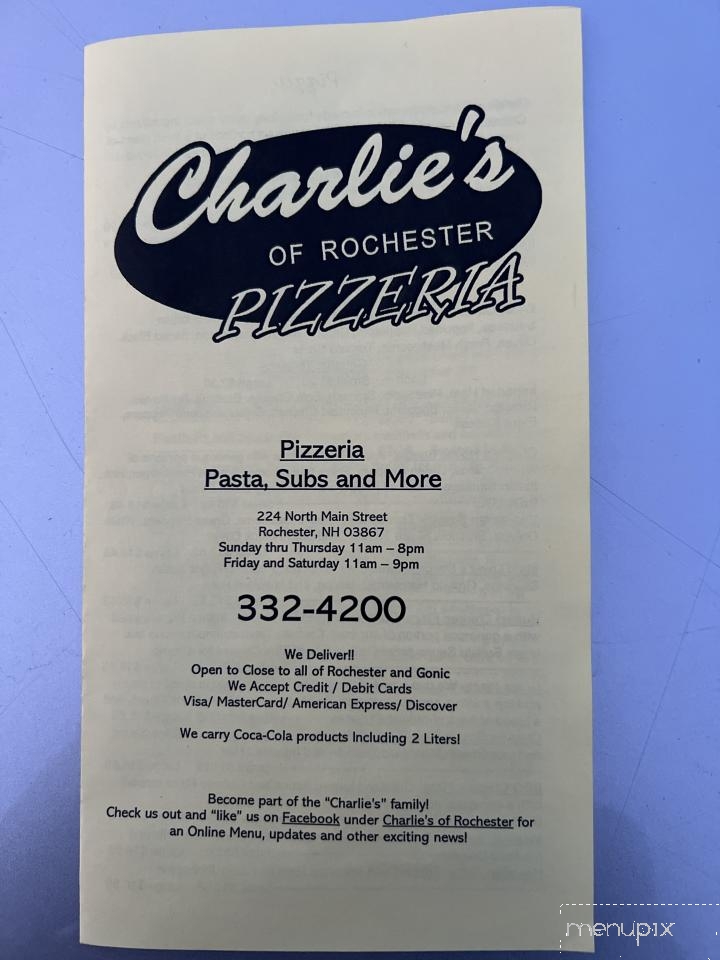 Charlie's
OF ROCHESTER
PIZZERIA
Pizzeria
Pasta, Subs and More
224 North Main Street
Rochester, NH 03867
Sunday thru Thursday 11am – 8pm
Friday and Saturday 11am – 9pm
332-4200
We Deliver!!
Open to Close to all of Rochester and Gonic
We Accept Credit / Debit Cards
Visa/ MasterCard/ American Express/ Discover
We carry Coca-Cola products Including 2 Liters!
Become part of the "Charlie's" family!
Check us out and "like" us on Facebook under Charlie's of Rochester for
an Online Menu, updates and other exciting news!
menupix